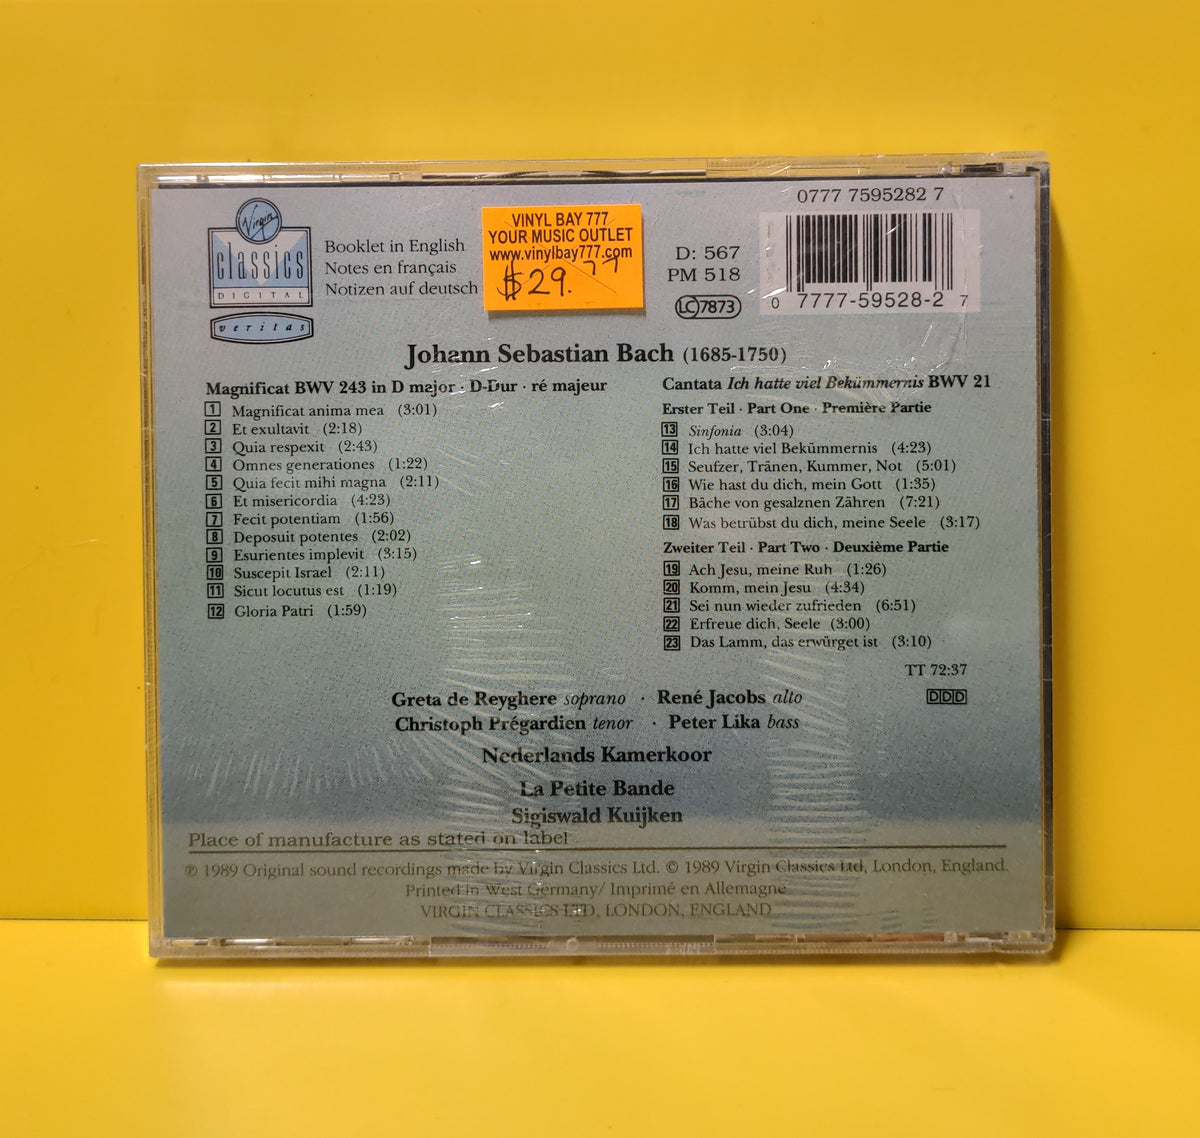 Virgin
classics
DIGITAL
veritas
Booklet in English
Notes en français
Notizen auf deutsch
VINYL BAY 777
YOUR MUSIC OUTLET
www.vinylbay777.com
$29.77
D: 567
PM 518
LC 7873
0777 7595282 7
0 7777-59528-2 7
Johann Sebastian Bach (1685-1750)
Magnificat BWV 243 in D major · D-Dur · ré majeur
1 Magnificat anima mea (3:01)
2 Et exultavit (2:18)
3 Quia respexit (2:43)
4 Omnes generationes (1:22)
5 Quia fecit mihi magna (2:11)
6 Et misericordia (4:23)
7 Fecit potentiam (1:56)
8 Deposuit potentes (2:02)
9 Esurientes implevit (3:15)
10 Suscepit Israel (2:11)
11 Sicut locutus est (1:19)
12 Gloria Patri (1:59)
Cantata Ich hatte viel Bekümmernis BWV 21
Erster Teil · Part One · Première Partie
13 Sinfonia (3:04)
14 Ich hatte viel Bekümmernis (4:23)
15 Seufzer, Tränen, Kummer, Not (5:01)
16 Wie hast du dich, mein Gott (1:35)
17 Bäche von gesalznen Zähren (7:21)
18 Was betrübst du dich, meine Seele (3:17)
Zweiter Teil · Part Two · Deuxième Partie
19 Ach Jesu, meine Ruh (1:26)
20 Komm, mein Jesu (4:34)
21 Sei nun wieder zufrieden (6:51)
22 Erfreue dich, Seele (3:00)
23 Das Lamm, das erwürget ist (3:10)
TT 72:37
DDD
Greta de Reyghere soprano · René Jacobs alto
Christoph Prégardien tenor · Peter Lika bass
Nederlands Kamerkoor
La Petite Bande
Sigiswald Kuijken
Place of manufacture as stated on label
℗ 1989 Original sound recordings made by Virgin Classics Ltd. © 1989 Virgin Classics Ltd, London, England.
Printed in West Germany/ Imprimé en Allemagne
VIRGIN CLASSICS LTD, LONDON, ENGLAND